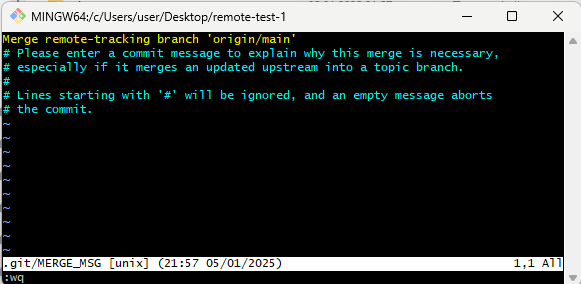 MINGW64:/c/Users/user/Desktop/remote-test-1
Merge remote-tracking branch 'origin/main'
# Please enter a commit message to explain why this merge is necessary,
# especially if it merges an updated upstream into a topic branch.
#
# Lines starting with '#' will be ignored, and an empty message aborts
# the commit.
~
~
~
~
~
~
~
~
~
~
.git/MERGE_MSG [unix] (21:57 05/01/2025) 1,1 All
:wq